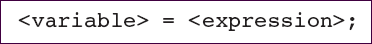 <variable> = <expression>;